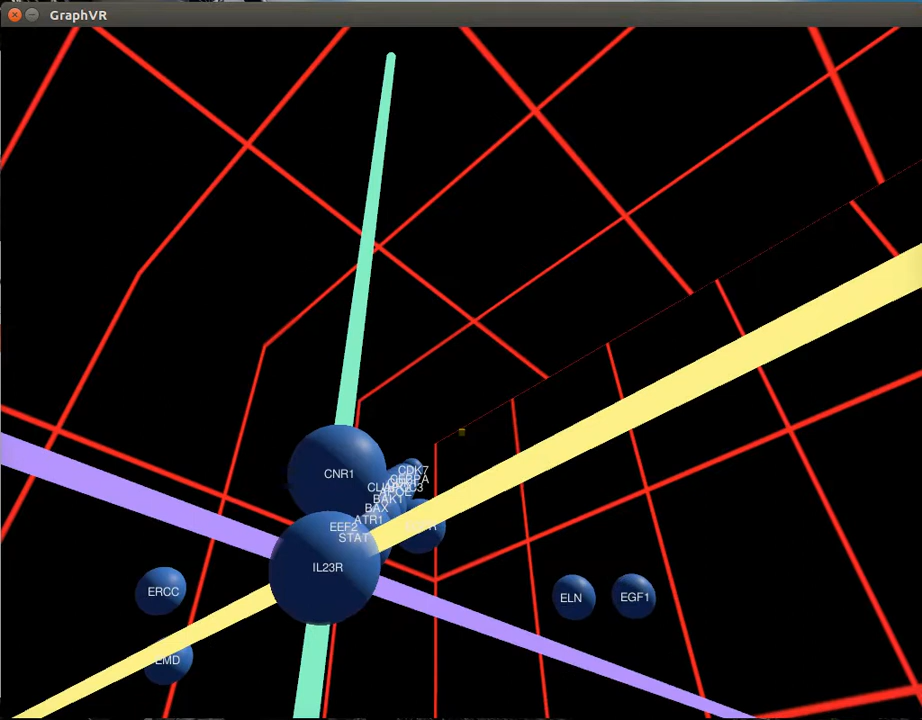 GraphVR
CNR1
CDK7
BAK1
BAX
ATR1
EEF2
STAT
IL23R
ERCC
ELN
EGF1
EMD